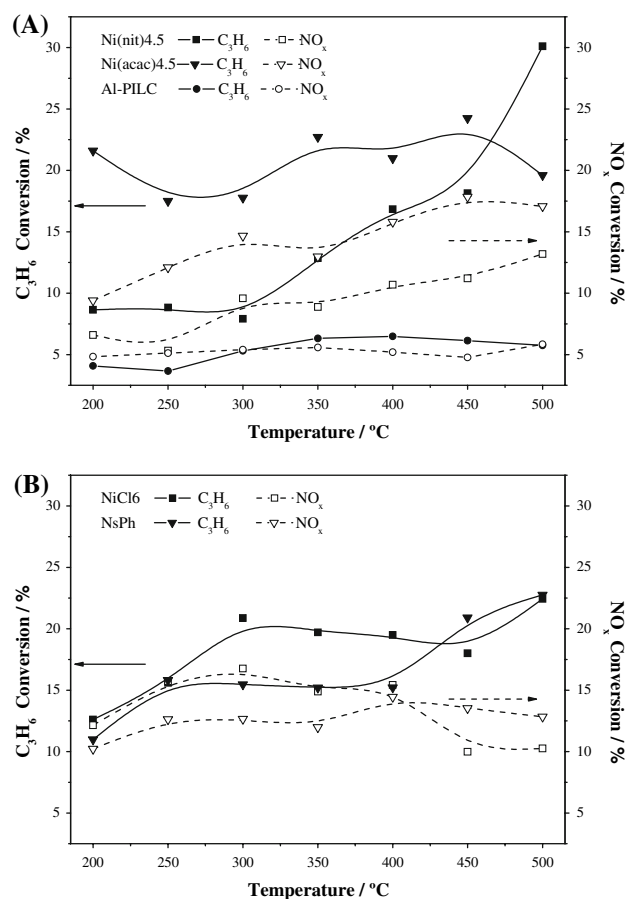 (A)
Ni(nit)4.5 C₃H₆ NOₓ
Ni(acac)4.5 C₃H₆ NOₓ
Al-PILC C₃H₆ NOₓ
30
25
20
15
10
5
30
25
20
15
10
5
C₃H₆ Conversion / %
NOₓ Conversion / %
200 250 300 350 400 450 500
Temperature / ºC
(B)
NiCl6 C₃H₆ NOₓ
NsPh C₃H₆ NOₓ
30
25
20
15
10
5
30
25
20
15
10
5
C₃H₆ Conversion / %
NOₓ Conversion / %
200 250 300 350 400 450 500
Temperature / ºC